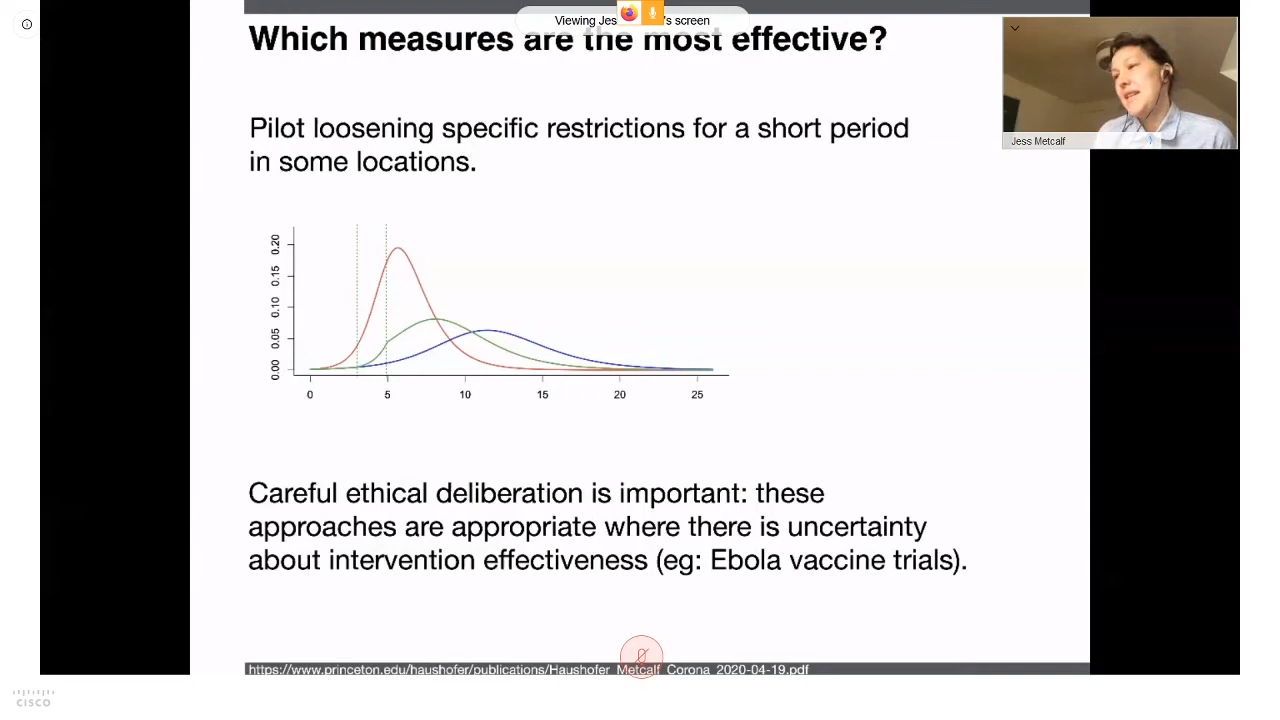 Viewing Jes 's screen
Which measures are the most effective?
Pilot loosening specific restrictions for a short period
in some locations.
Jess Metcalf
0.20
0.15
0.10
0.05
0.00
0 5 10 15 20 25
Careful ethical deliberation is important: these
approaches are appropriate where there is uncertainty
about intervention effectiveness (eg: Ebola vaccine trials).
https://www.princeton.edu/haushofer/publications/Haushofer_Metcalf_Corona_2020-04-19.pdf
CISCO